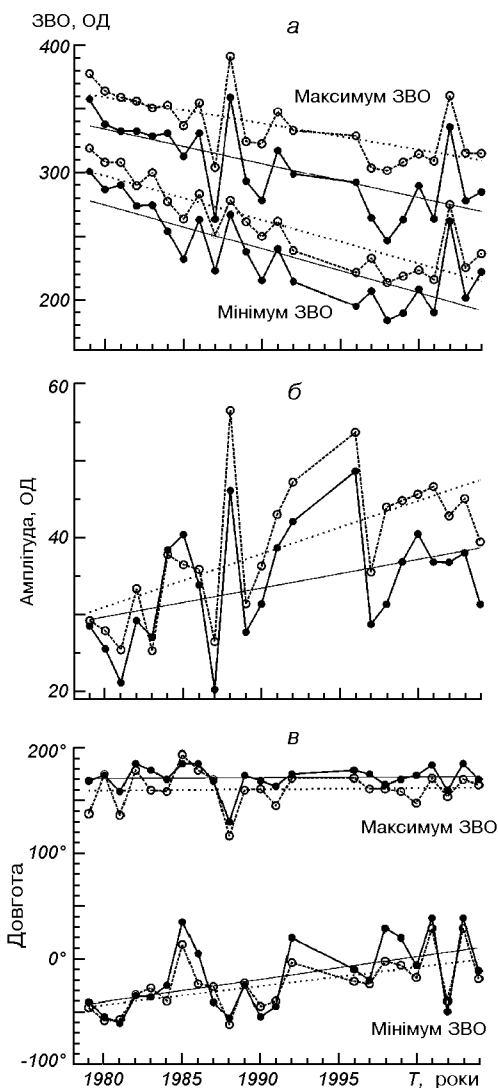 ЗВО, ОД
а
400
Максимум ЗВО
300
200
Мінімум ЗВО
60
б
Амплітуда, ОД
40
20
в
200°
Максимум ЗВО
100°
Довгота
0°
Мінімум ЗВО
-100°
1980 1985 1990 1995 Т, роки